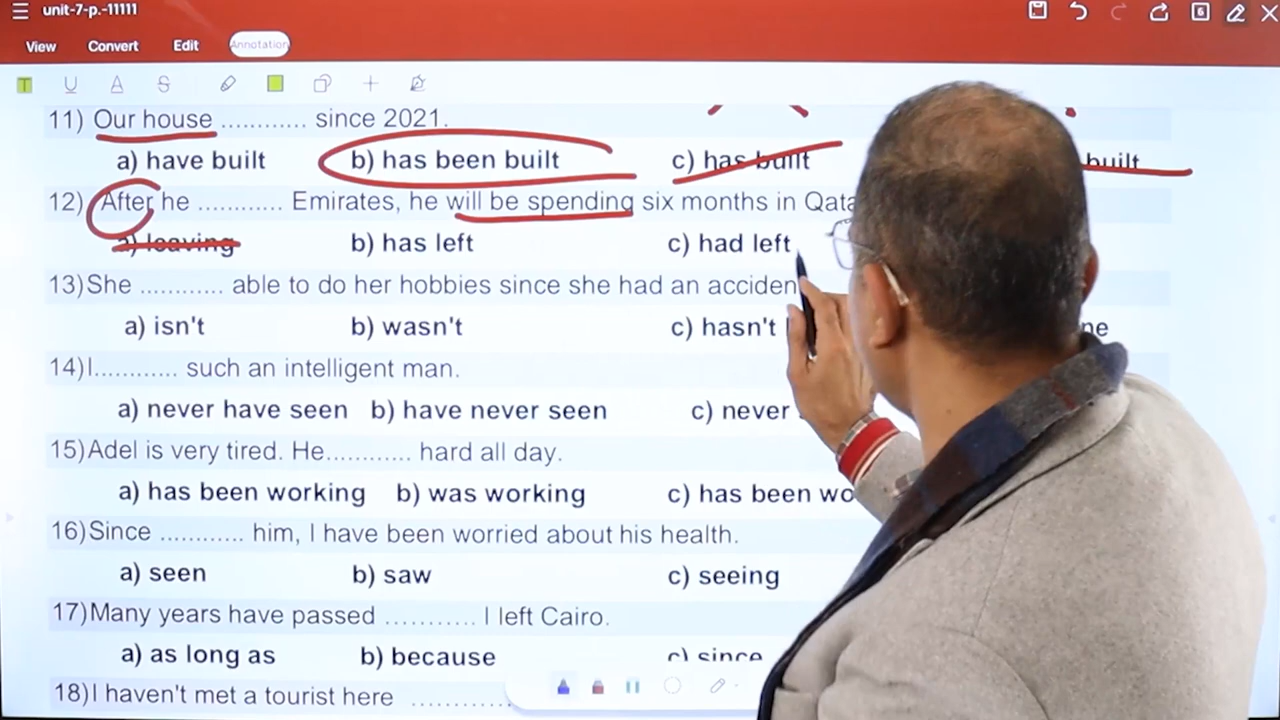 unit-7-p.-11111
6
View Convert Edit Annotation
T U A S
11) Our house ............ since 2021.
a) have built b) has been built c) has built built
12) After he ............ Emirates, he will be spending six months in
a) leaving b) has left c) had left
13)She ............ able to do her hobbies since she had an
a) isn't b) wasn't c) hasn't
14)I............ such an intelligent man.
a) never have seen b) have never seen c) never
15)Adel is very tired. He............ hard all day.
a) has been working b) was working c) has been
16)Since ............ him, I have been worried about his health.
a) seen b) saw c) seeing
17)Many years have passed ............ I left Cairo.
a) as long as b) because c) since
18)I haven't met a tourist here ............